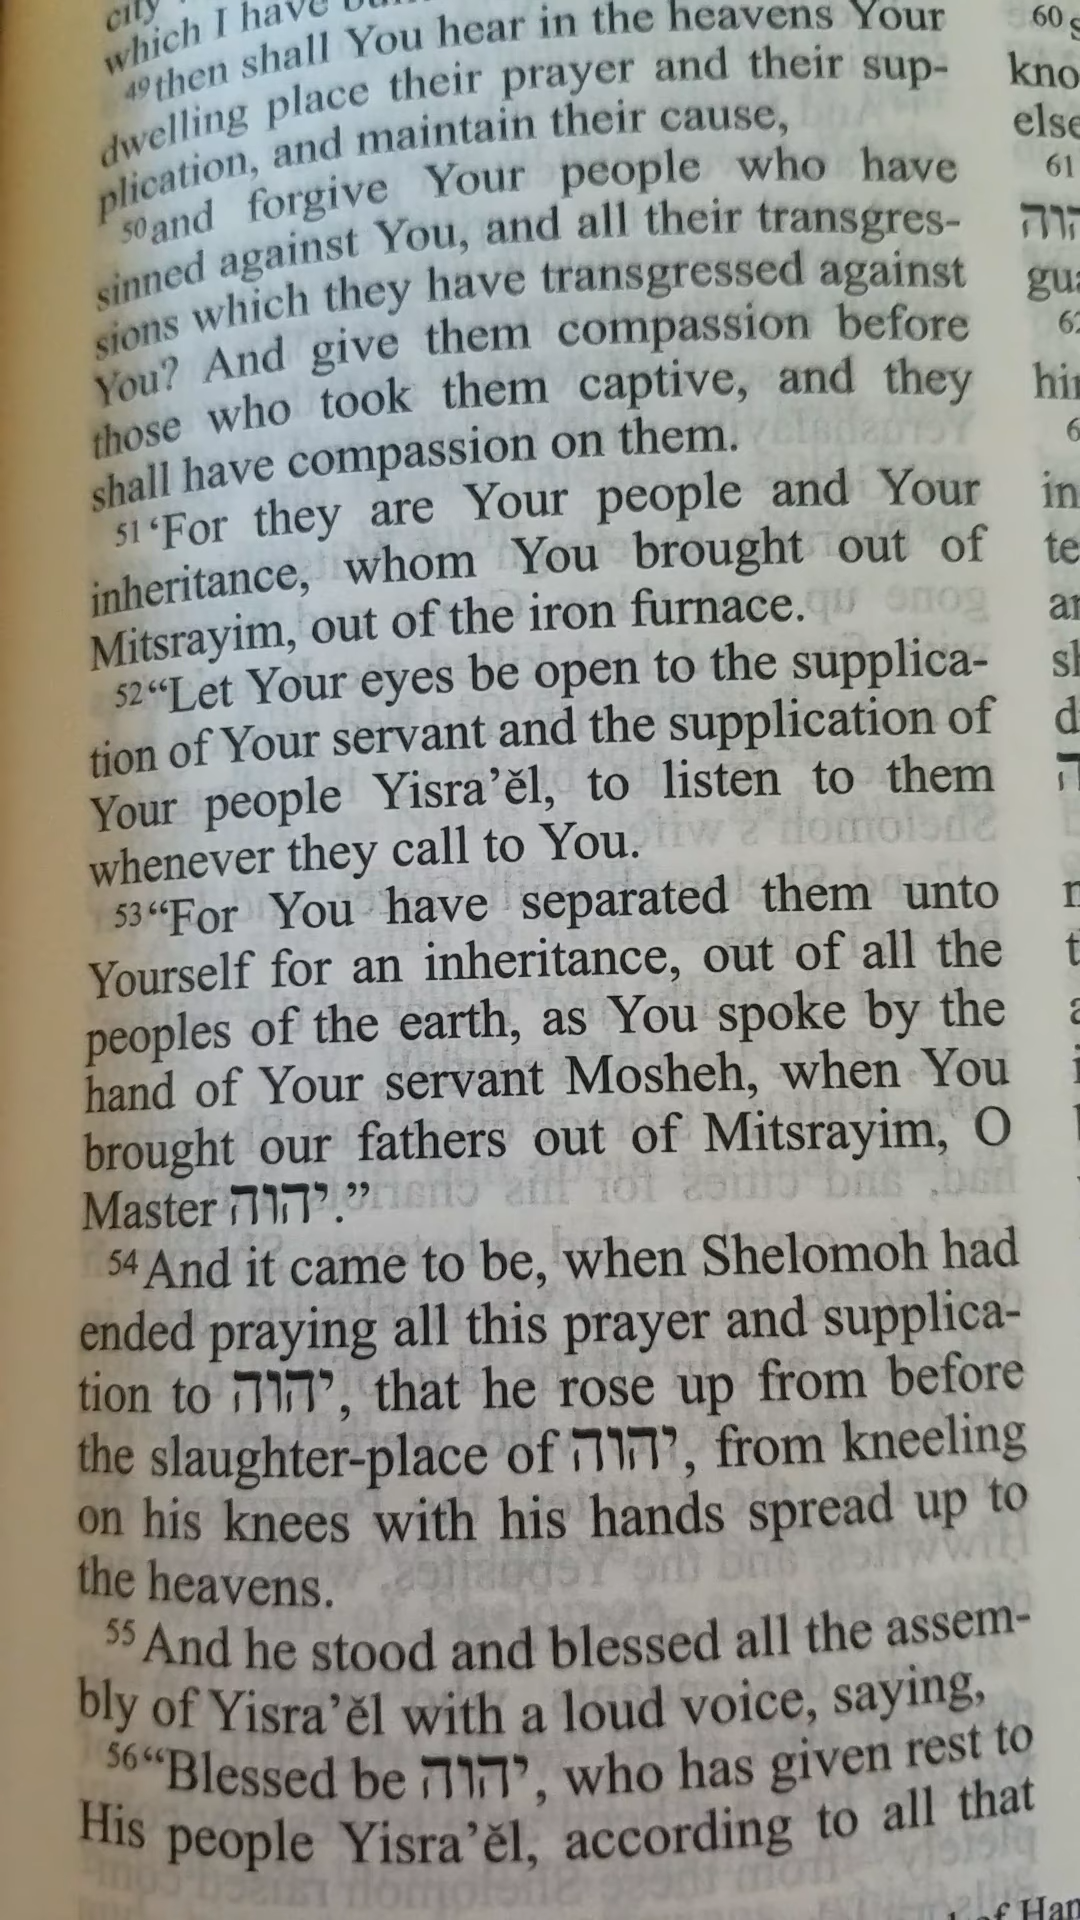 city
which I have
49then shall You hear in the heavens Your
dwelling place their prayer and their sup-
plication, and maintain their cause,
50and forgive Your people who have
sinned against You, and all their transgres-
sions which they have transgressed against
You? And give them compassion before
those who took them captive, and they
shall have compassion on them.
51‘For they are Your people and Your
inheritance, whom You brought out of
Mitsrayim, out of the iron furnace.
52“Let Your eyes be open to the supplica-
tion of Your servant and the supplication of
Your people Yisra’ěl, to listen to them
whenever they call to You.
53“For You have separated them unto
Yourself for an inheritance, out of all the
peoples of the earth, as You spoke by the
hand of Your servant Mosheh, when You
brought our fathers out of Mitsrayim, O
Master יהוה.”
54And it came to be, when Shelomoh had
ended praying all this prayer and supplica-
tion to יהוה, that he rose up from before
the slaughter-place of יהוה, from kneeling
on his knees with his hands spread up to
the heavens.
55And he stood and blessed all the assem-
bly of Yisra’ěl with a loud voice, saying,
56“Blessed be יהוה, who has given rest to
His people Yisra’ěl, according to all that
60
61
in
of